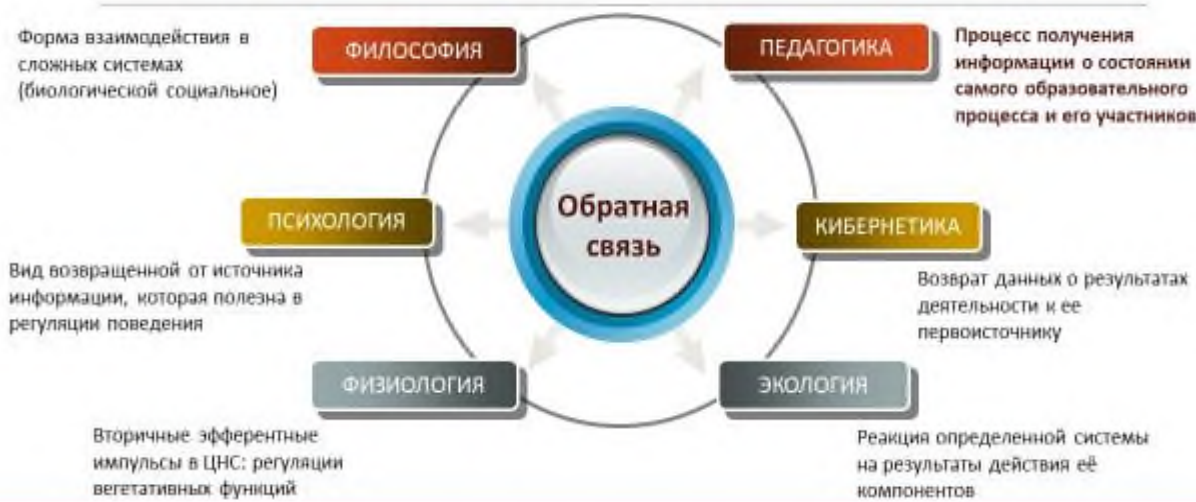 Форма взаимодействия в
сложных системах
(биологической социальное)
ФИЛОСОФИЯ
ПЕДАГОГИКА
Процесс получения
информации о состоянии
самого образовательного
процесса и его участников
ПСИХОЛОГИЯ
Вид возвращенной от источника
информации, которая полезна в
регуляции поведения
Обратная
связь
КИБЕРНЕТИКА
Возврат данных о результатах
деятельности к ее
первоисточнику
ФИЗИОЛОГИЯ
Вторичные эфферентные
импульсы в ЦНС: регуляции
вегетативных функций
ЭКОЛОГИЯ
Реакция определенной системы
на результаты действия её
компонентов